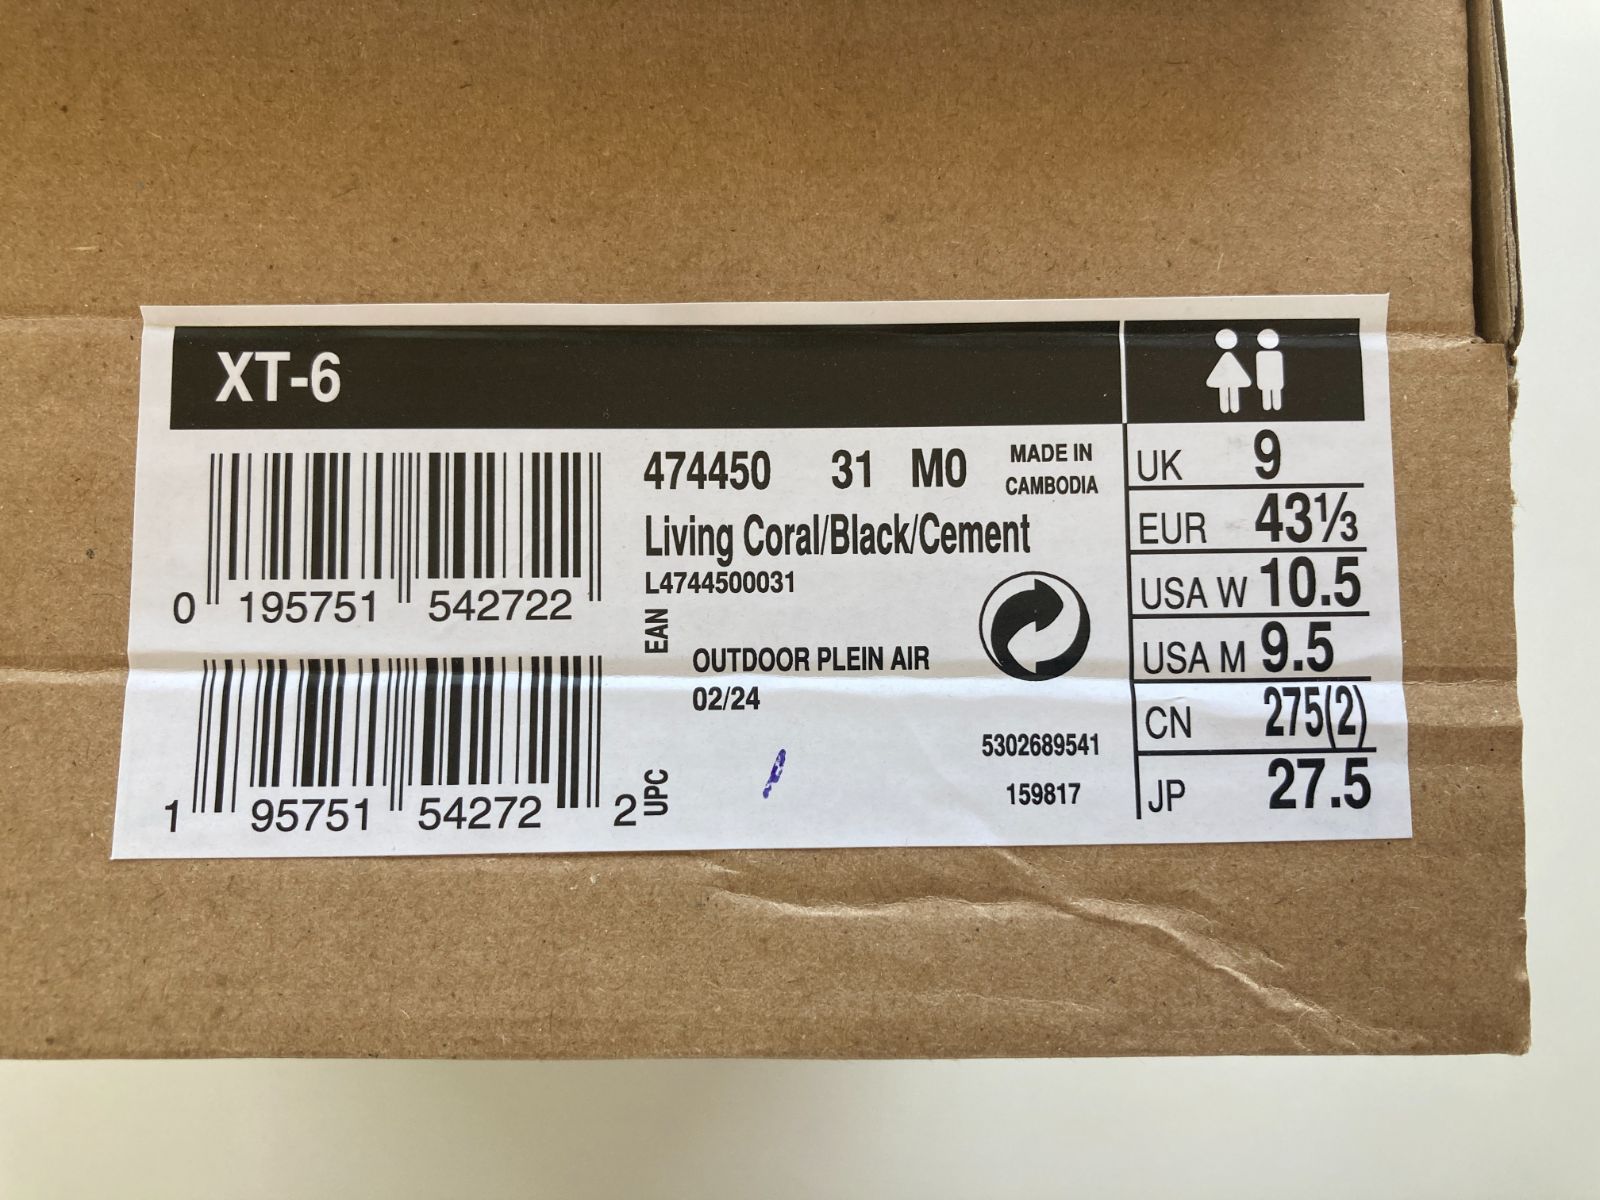 XT-6
474450 31 M0 MADE IN
CAMBODIA
Living Coral/Black/Cement
L4744500031
0 195751 542722
EAN
OUTDOOR PLEIN AIR
02/24
5302689541
159817
1 95751 54272 2
UPC
UK 9
EUR 43⅓
USA W 10.5
USA M 9.5
CN 275(2)
JP 27.5